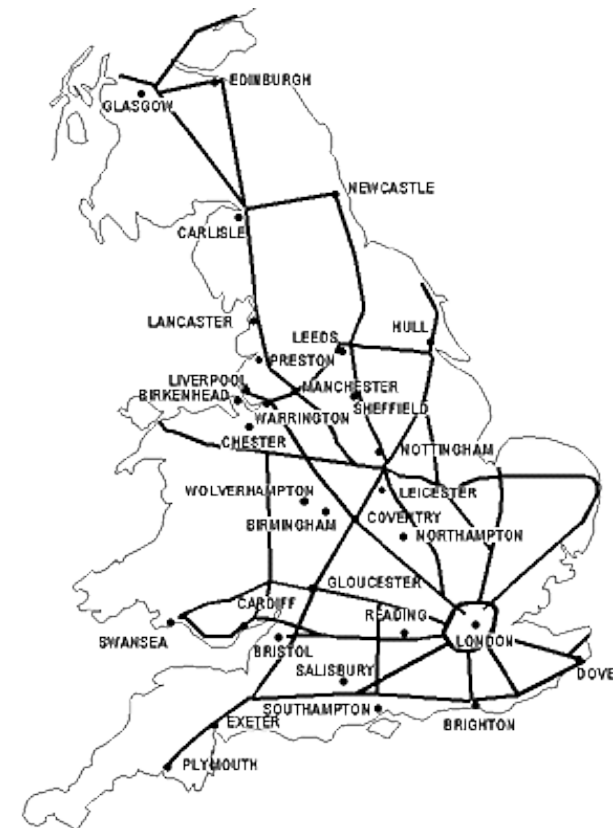 EDINBURGH
GLASGOW
NEWCASTLE
CARLISLE
LANCASTER
HULL
LEEDS
PRESTON
LIVERPOOL
MANCHESTER
BIRKENHEAD
SHEFFIELD
WARRINGTON
CHESTER
NOTTINGHAM
WOLVERHAMPTON
LEICESTER
BIRMINGHAM
COVENTRY
NORTHAMPTON
GLOUCESTER
CARDIFF
READING
SWANSEA
LONDON
BRISTOL
DOVE
SALISBURY
SOUTHAMPTON
BRIGHTON
EXETER
PLYMOUTH